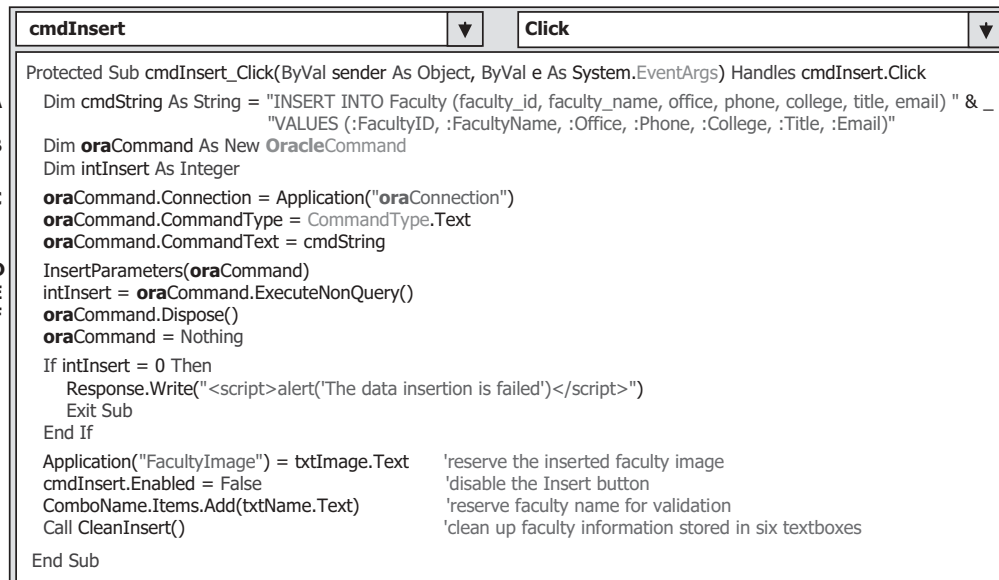 cmdInsert Click
Protected Sub cmdInsert_Click(ByVal sender As Object, ByVal e As System.EventArgs) Handles cmdInsert.Click
Dim cmdString As String = "INSERT INTO Faculty (faculty_id, faculty_name, office, phone, college, title, email) " & _
"VALUES (:FacultyID, :FacultyName, :Office, :Phone, :College, :Title, :Email)"
Dim oraCommand As New OracleCommand
Dim intInsert As Integer
oraCommand.Connection = Application("oraConnection")
oraCommand.CommandType = CommandType.Text
oraCommand.CommandText = cmdString
InsertParameters(oraCommand)
intInsert = oraCommand.ExecuteNonQuery()
oraCommand.Dispose()
oraCommand = Nothing
If intInsert = 0 Then
Response.Write("<script>alert('The data insertion is failed')</script>")
Exit Sub
End If
Application("FacultyImage") = txtImage.Text 'reserve the inserted faculty image
cmdInsert.Enabled = False 'disable the Insert button
ComboName.Items.Add(txtName.Text) 'reserve faculty name for validation
Call CleanInsert() 'clean up faculty information stored in six textboxes
End Sub